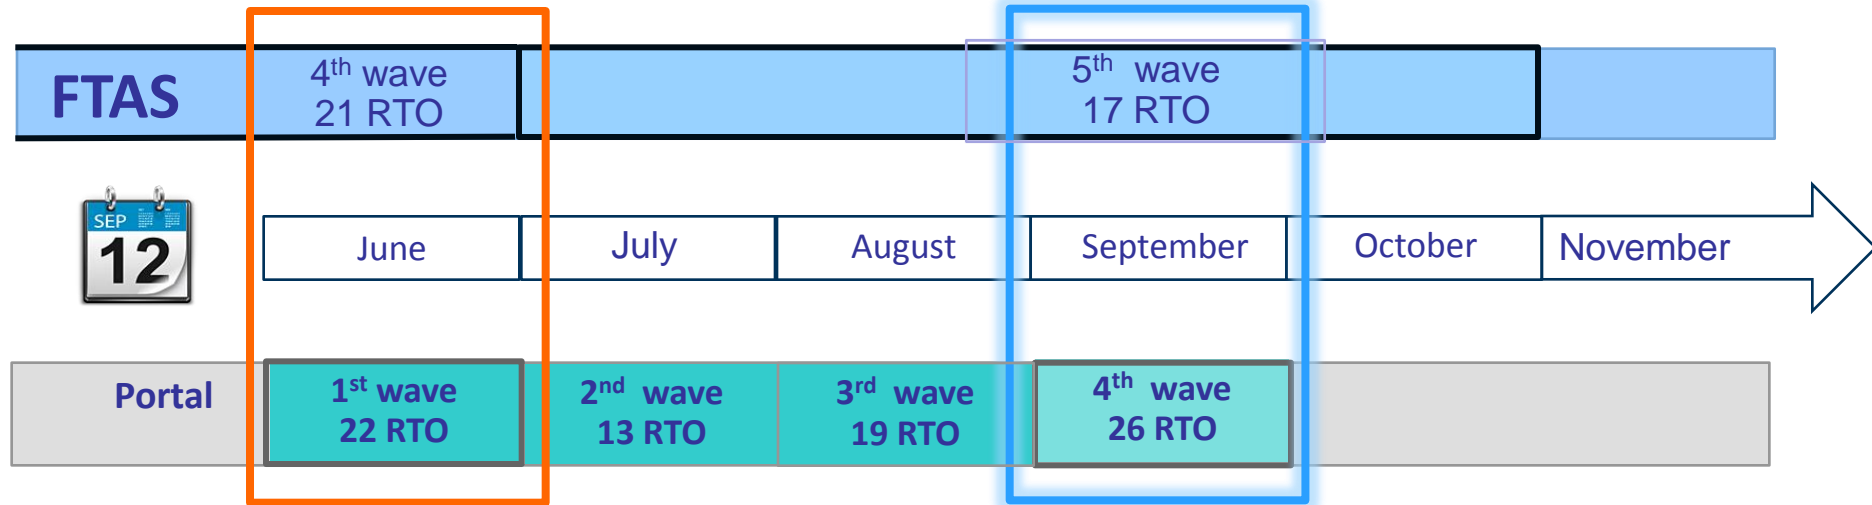 FTAS
4th wave
21 RTO
5th wave
17 RTO
SEP
12
June
July
August
September
October
November
Portal
1st wave
22 RTO
2nd wave
13 RTO
3rd wave
19 RTO
4th wave
26 RTO